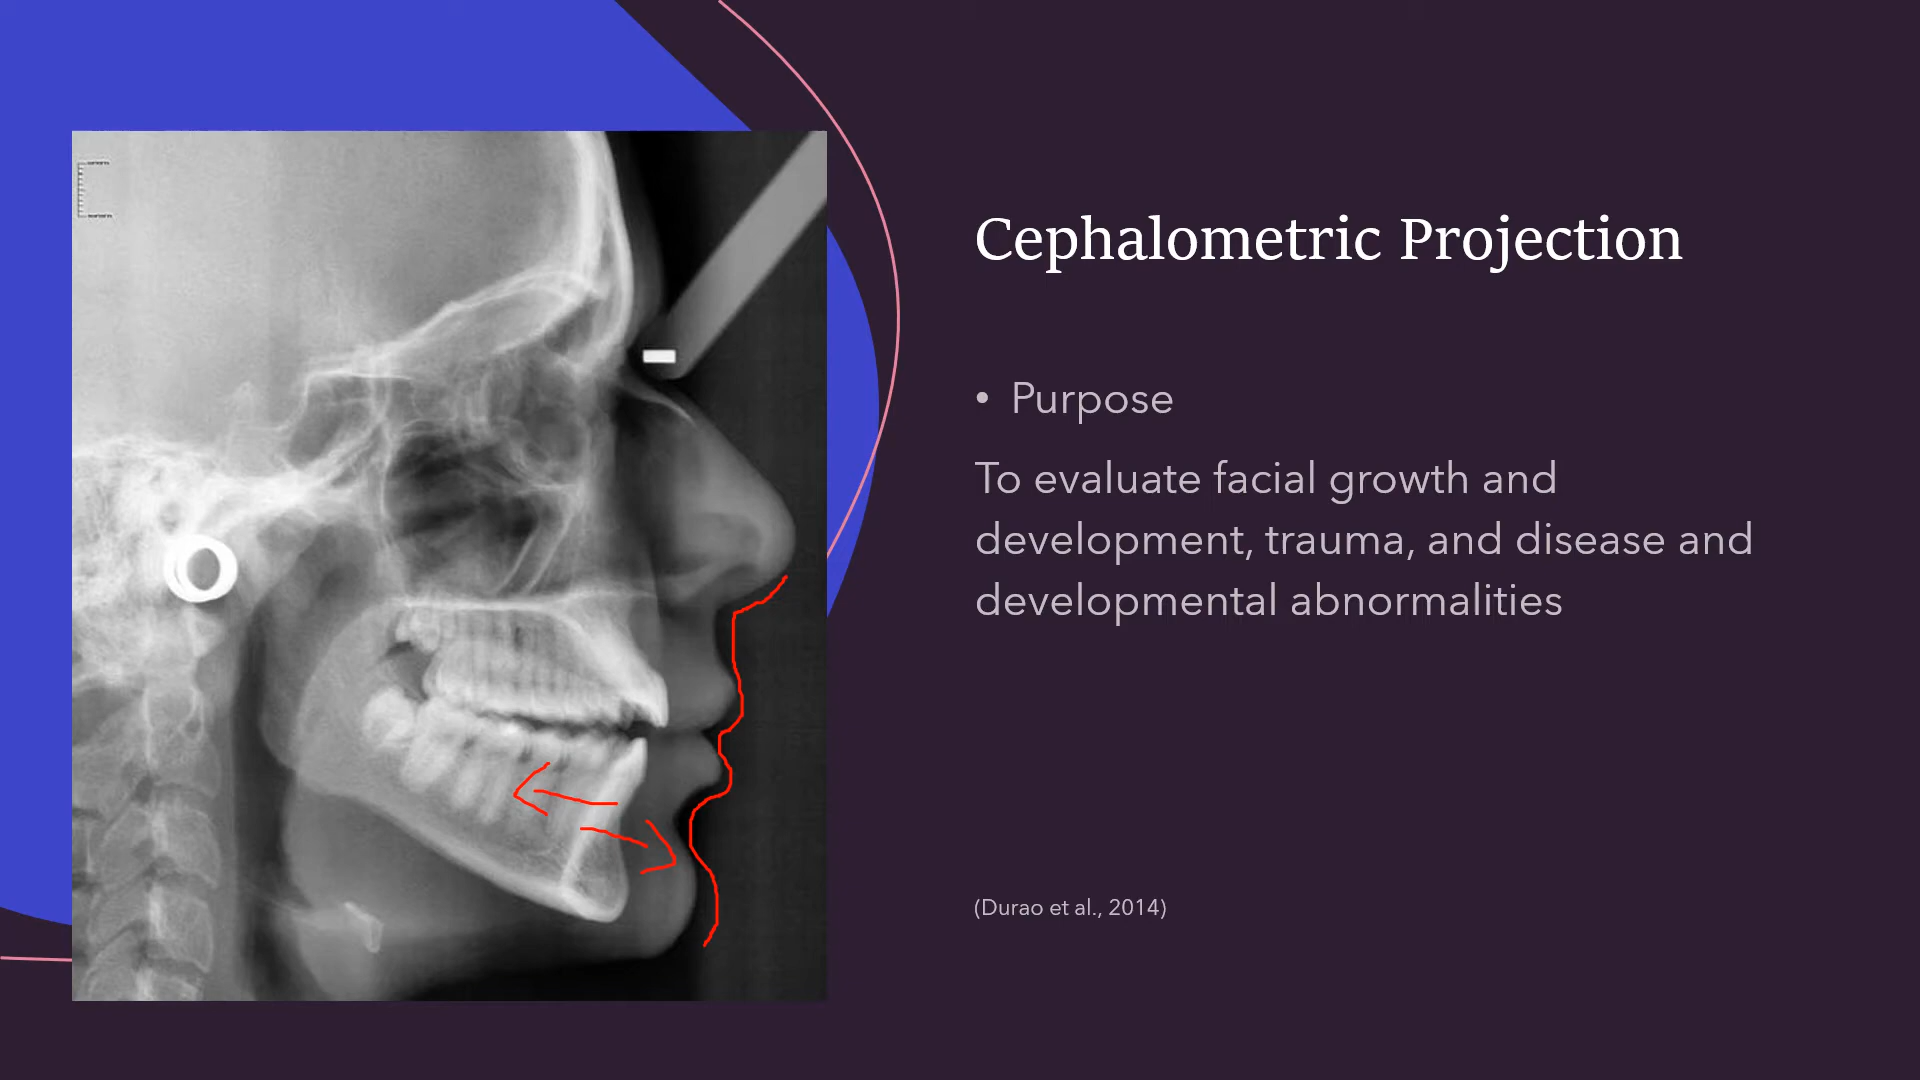 Cephalometric Projection
• Purpose
To evaluate facial growth and
development, trauma, and disease and
developmental abnormalities
(Durao et al., 2014)